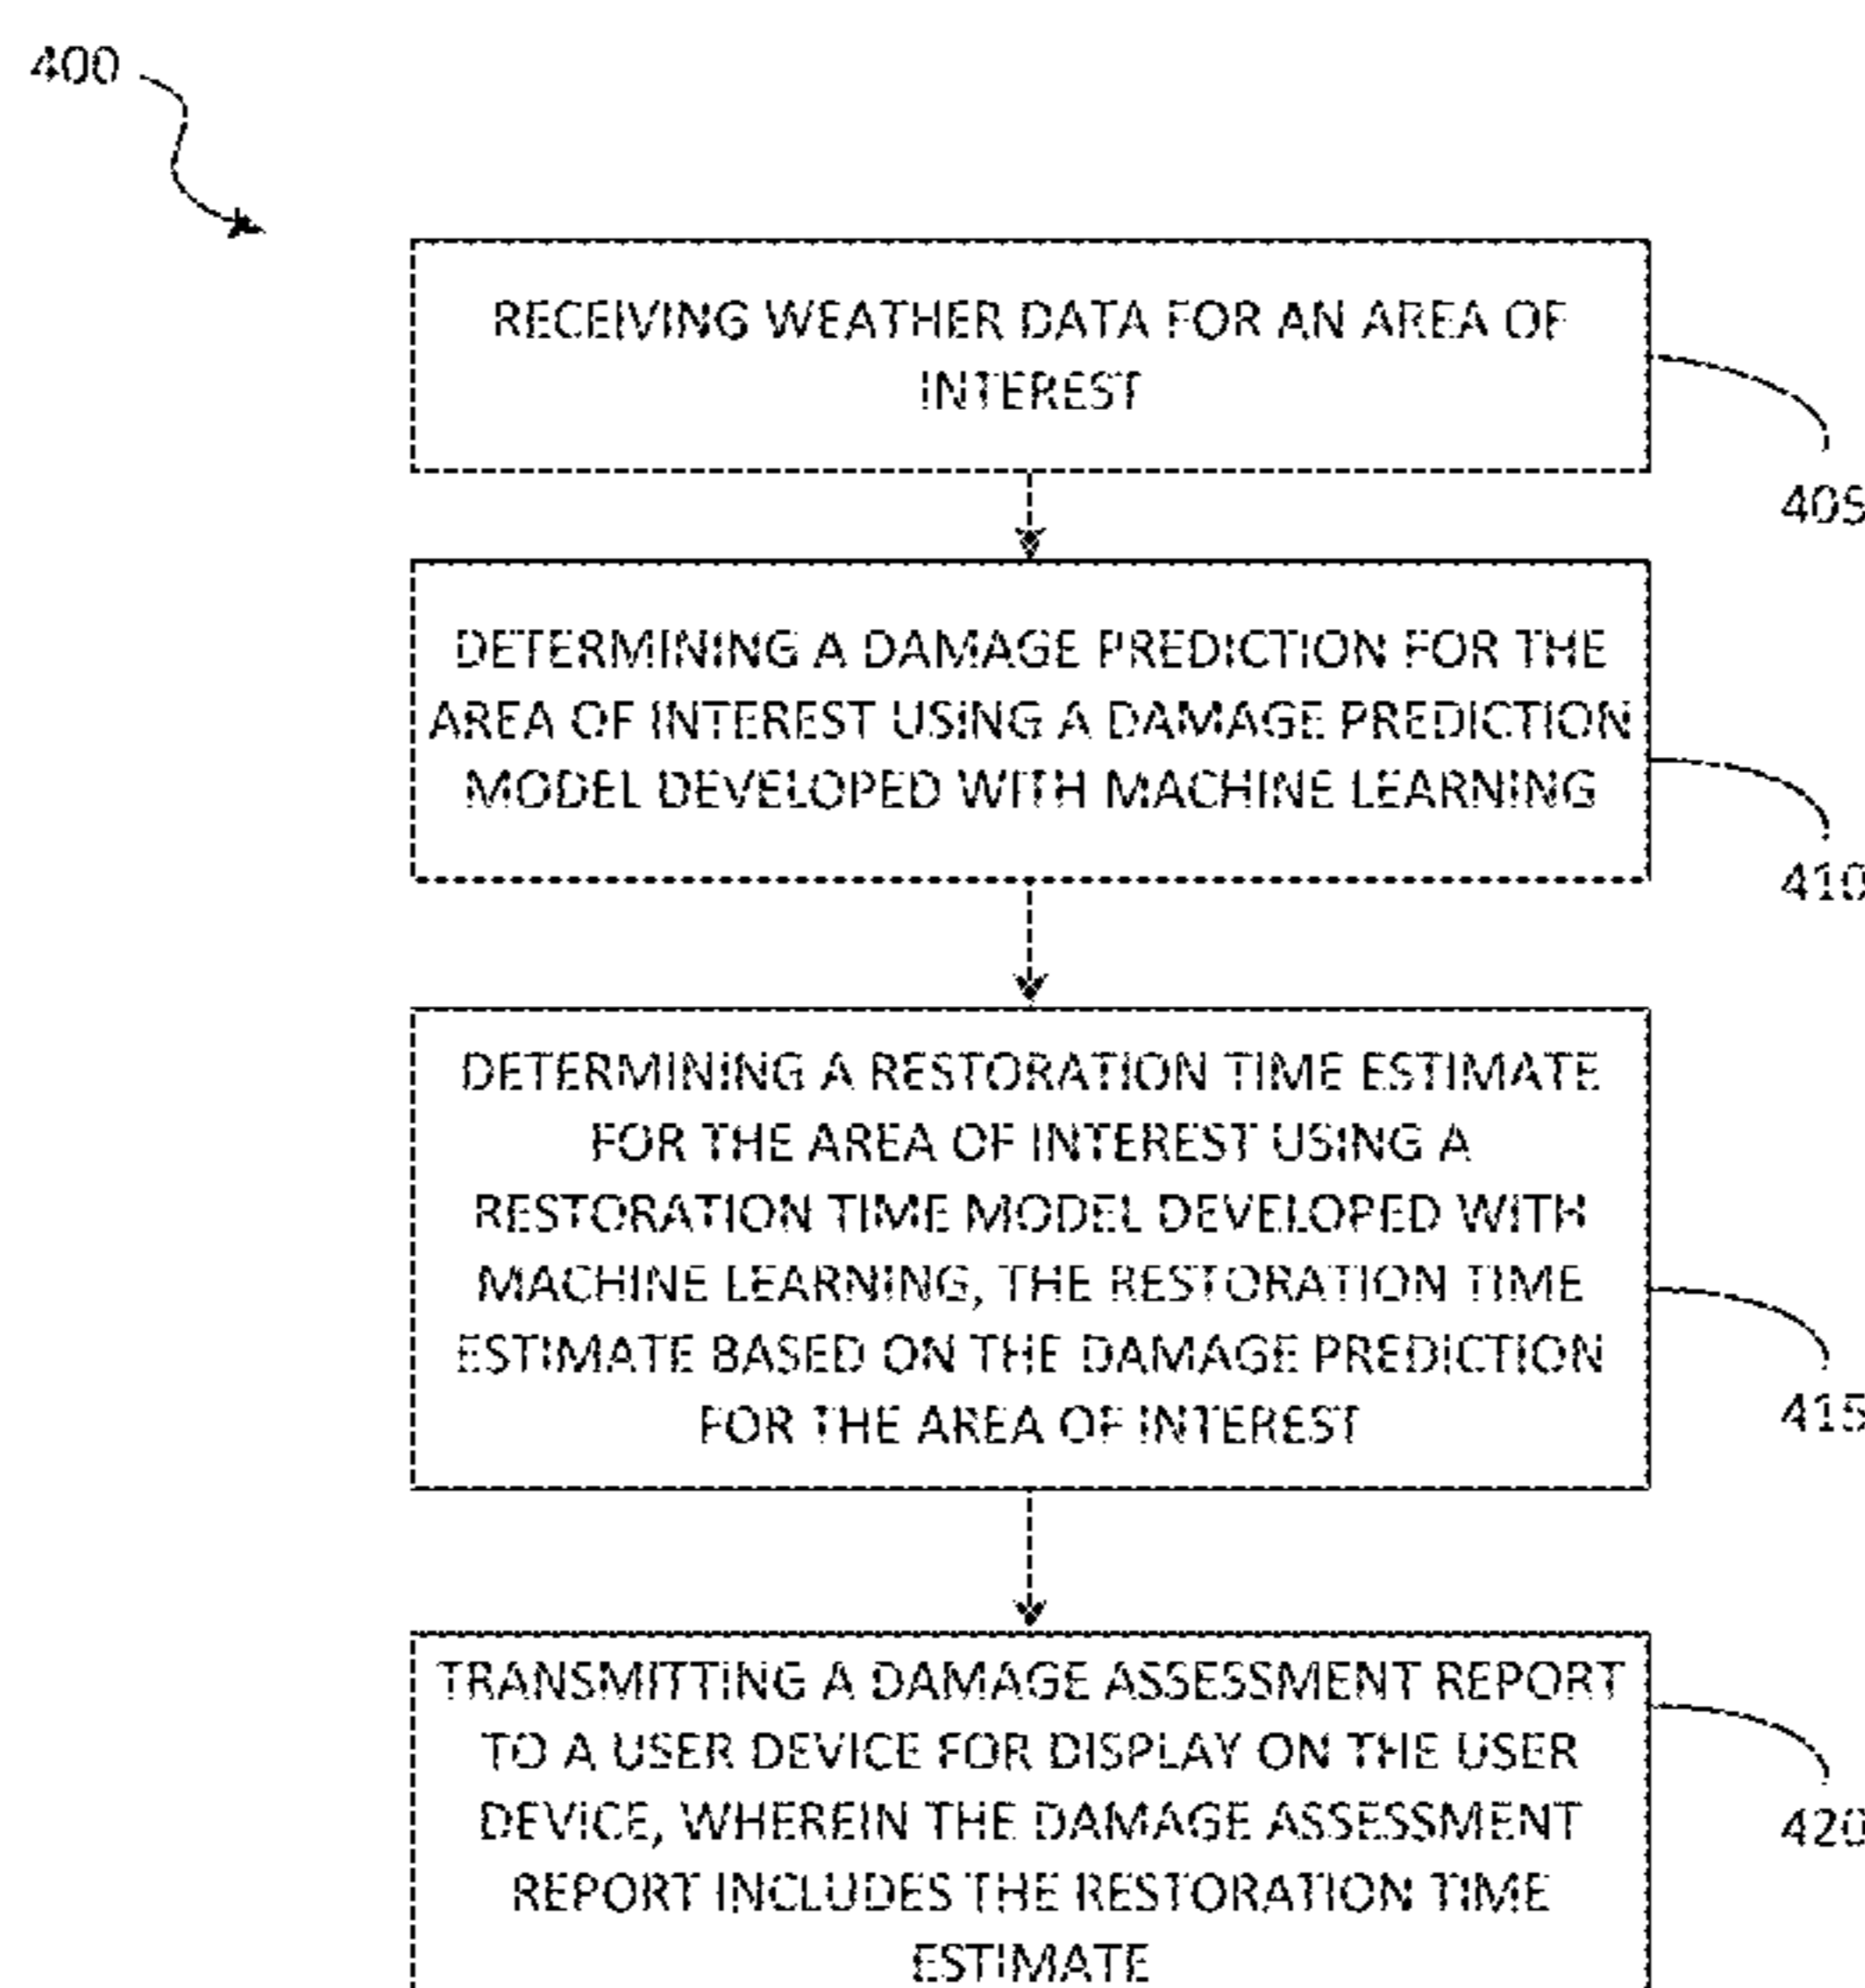 400
RECEIVING WEATHER DATA FOR AN AREA OF
INTEREST
405
DETERMINING A DAMAGE PREDICTION FOR THE
AREA OF INTEREST USING A DAMAGE PREDICTION
MODEL DEVELOPED WITH MACHINE LEARNING
410
DETERMINING A RESTORATION TIME ESTIMATE
FOR THE AREA OF INTEREST USING A
RESTORATION TIME MODEL DEVELOPED WITH
MACHINE LEARNING, THE RESTORATION TIME
ESTIMATE BASED ON THE DAMAGE PREDICTION
FOR THE AREA OF INTEREST
415
TRANSMITTING A DAMAGE ASSESSMENT REPORT
TO A USER DEVICE FOR DISPLAY ON THE USER
DEVICE, WHEREIN THE DAMAGE ASSESSMENT
REPORT INCLUDES THE RESTORATION TIME
ESTIMATE
420